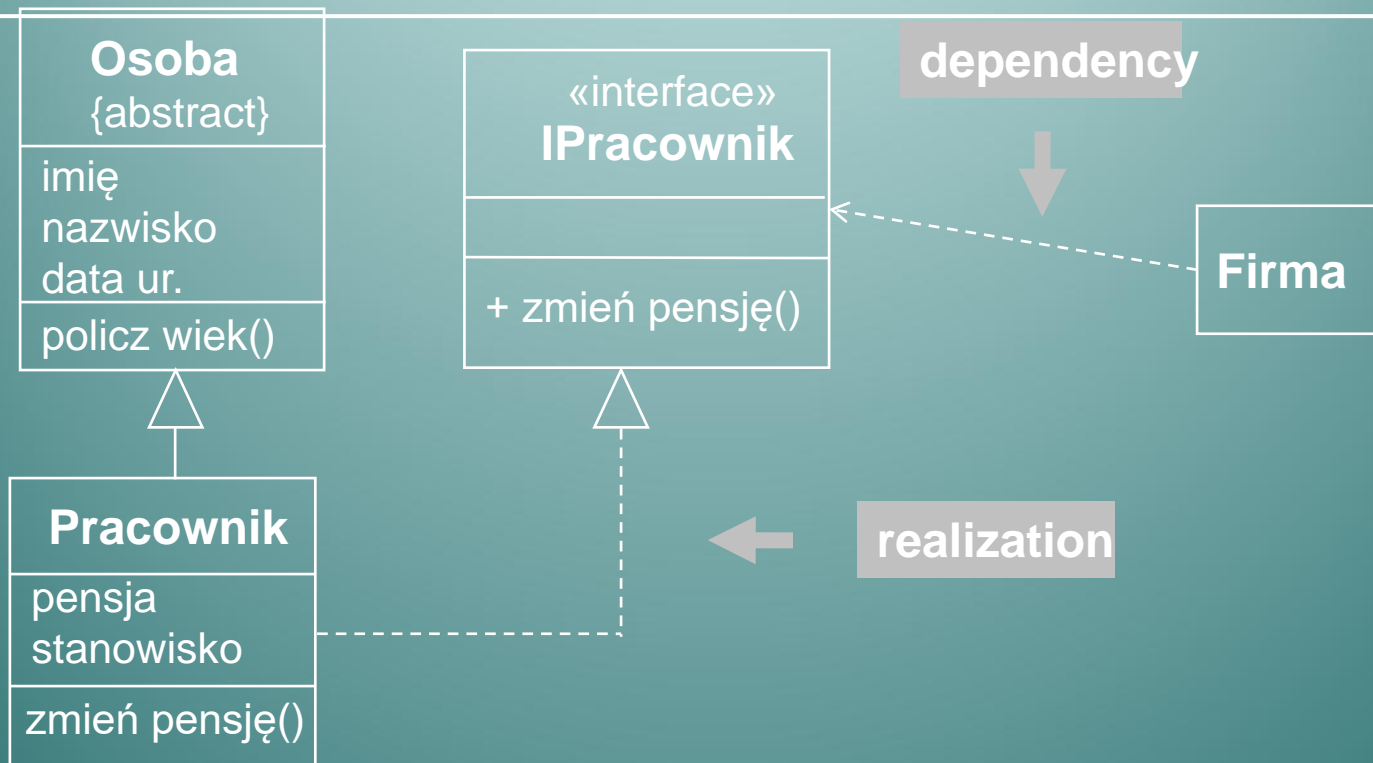 Osoba
{abstract}
imię
nazwisko
data ur.
policz wiek()
«interface»
IPracownik
+ zmień pensję()
dependency
Firma
Pracownik
pensja
stanowisko
zmień pensję()
realization